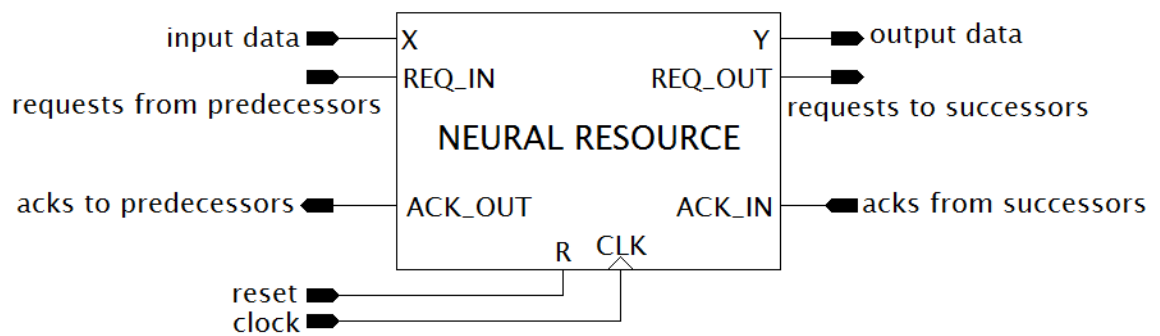 input data X Y output data
REQ_IN REQ_OUT
requests from predecessors requests to successors
NEURAL RESOURCE
acks to predecessors ACK_OUT ACK_IN acks from successors
R CLK
reset
clock